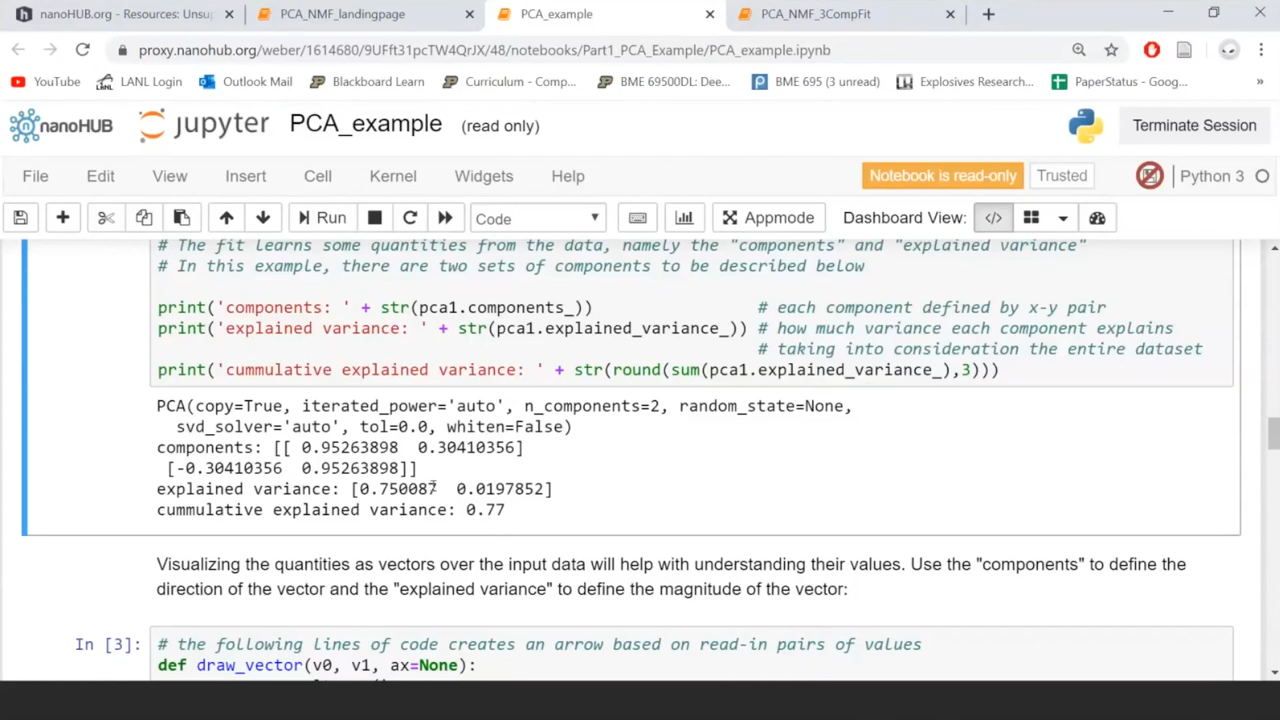 nanoHUB.org - Resources: Unsu
PCA_NMF_landingpage
PCA_example
PCA_NMF_3CompFit
proxy.nanohub.org/weber/1614680/9UFft31pcTW4QrJX/48/notebooks/Part1_PCA_Example/PCA_example.ipynb
YouTube LANL Login Outlook Mail Blackboard Learn Curriculum - Comp... BME 69500DL: Dee... BME 695 (3 unread) Explosives Research... PaperStatus - Goog... »
nanoHUB jupyter PCA_example (read only) Terminate Session
File Edit View Insert Cell Kernel Widgets Help Notebook is read-only Trusted Python 3
Run Code Appmode Dashboard View:
# The fit learns some quantities from the data, namely the "components" and "explained variance"
# In this example, there are two sets of components to be described below
print('components: ' + str(pca1.components_)) # each component defined by x-y pair
print('explained variance: ' + str(pca1.explained_variance_)) # how much variance each component explains
# taking into consideration the entire dataset
print('cummulative explained variance: ' + str(round(sum(pca1.explained_variance_),3)))
PCA(copy=True, iterated_power='auto', n_components=2, random_state=None,
svd_solver='auto', tol=0.0, whiten=False)
components: [[ 0.95263898 0.30410356]
[-0.30410356 0.95263898]]
explained variance: [0.750087 0.0197852]
cummulative explained variance: 0.77
Visualizing the quantities as vectors over the input data will help with understanding their values. Use the "components" to define the
direction of the vector and the "explained variance" to define the magnitude of the vector:
In [3]: # the following lines of code creates an arrow based on read-in pairs of values
def draw_vector(v0, v1, ax=None):